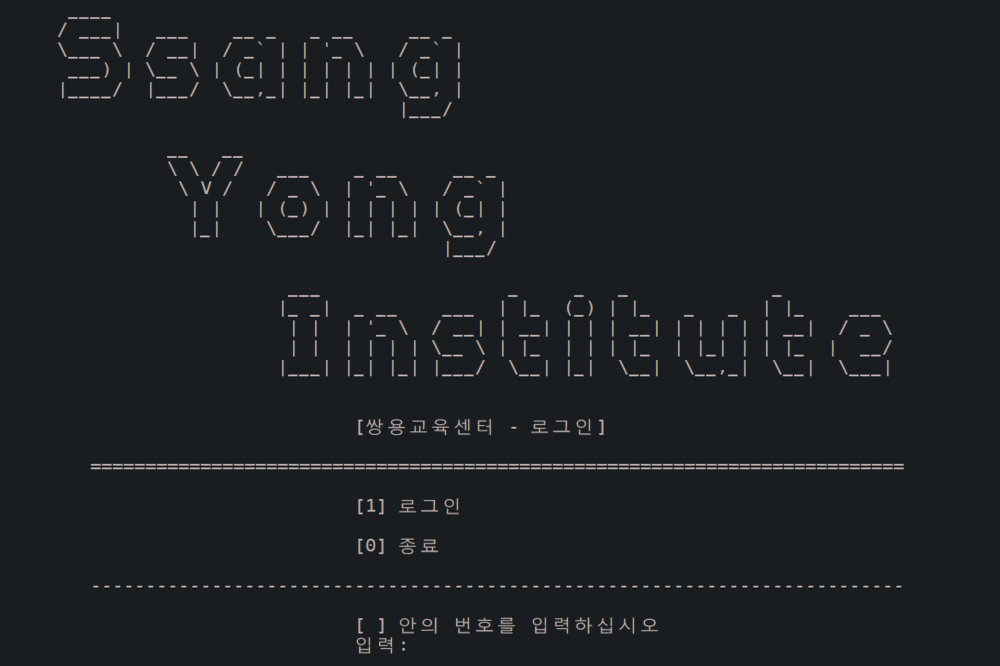 Ssang
Yong
Institute
[쌍용교육센터 - 로그인]
[1] 로그인
[0] 종료
[ ] 안의 번호를 입력하십시오
입력: